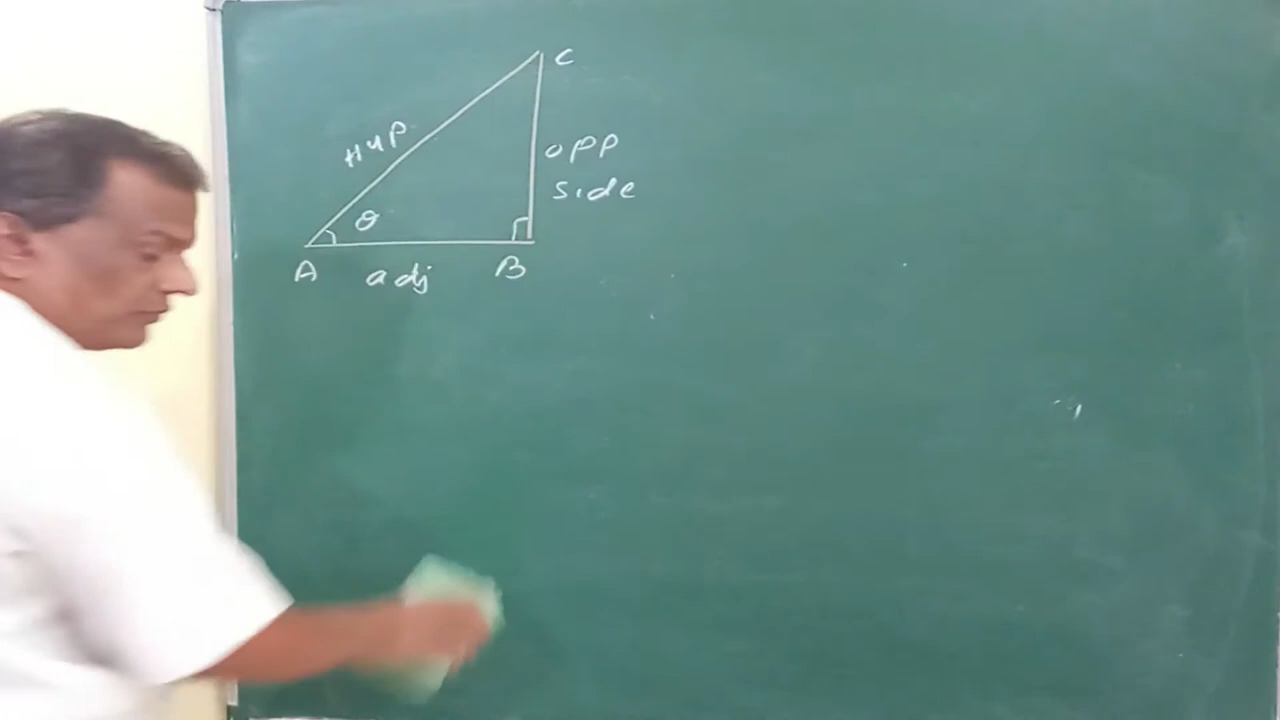 C
Hyp
opp
side
θ
A adj B